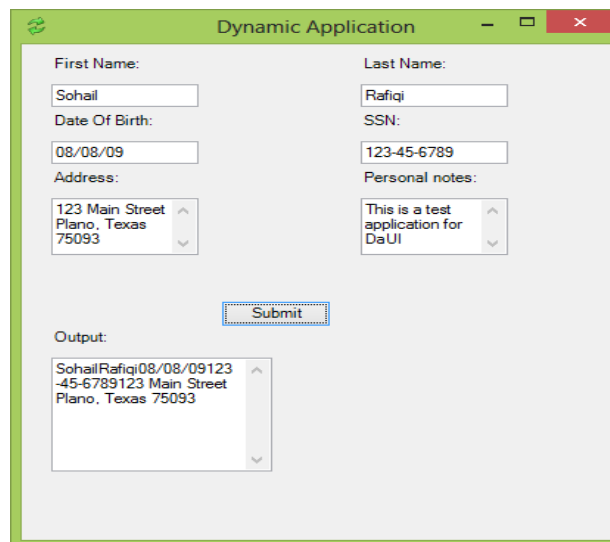 Dynamic Application
First Name:
Last Name:
Sohail
Rafiqi
Date Of Birth:
SSN:
08/08/09
123-45-6789
Address:
Personal notes:
123 Main Street
Plano, Texas
75093
This is a test
application for
DaUI
Submit
Output:
SohailRafiqi08/08/09123
-45-6789123 Main Street
Plano, Texas 75093